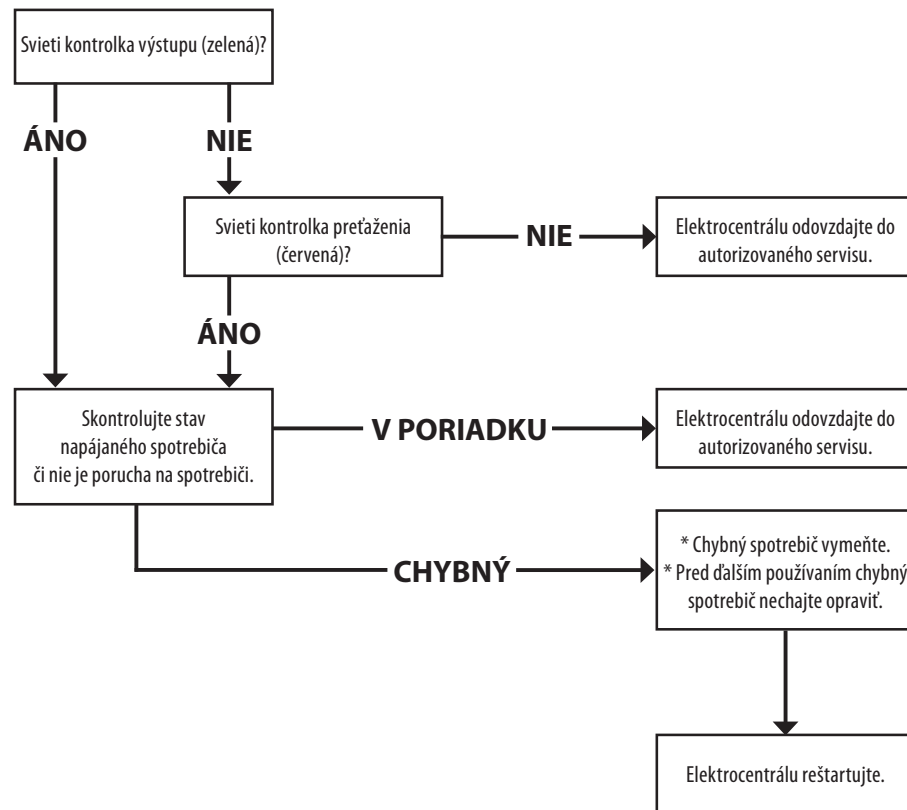 Svieti kontrolka výstupu (zelená)?
ÁNO
NIE
Svieti kontrolka preťaženia
(červená)?
NIE
Elektrocentrálu odovzdajte do
autorizovaného servisu.
ÁNO
Skontrolujte stav
napájaného spotrebiča
či nie je porucha na spotrebiči.
V PORIADKU
Elektrocentrálu odovzdajte do
autorizovaného servisu.
CHYBNÝ
* Chybný spotrebič vymeňte.
* Pred ďalším používaním chybný
spotrebič nechajte opraviť.
Elektrocentrálu reštartujte.